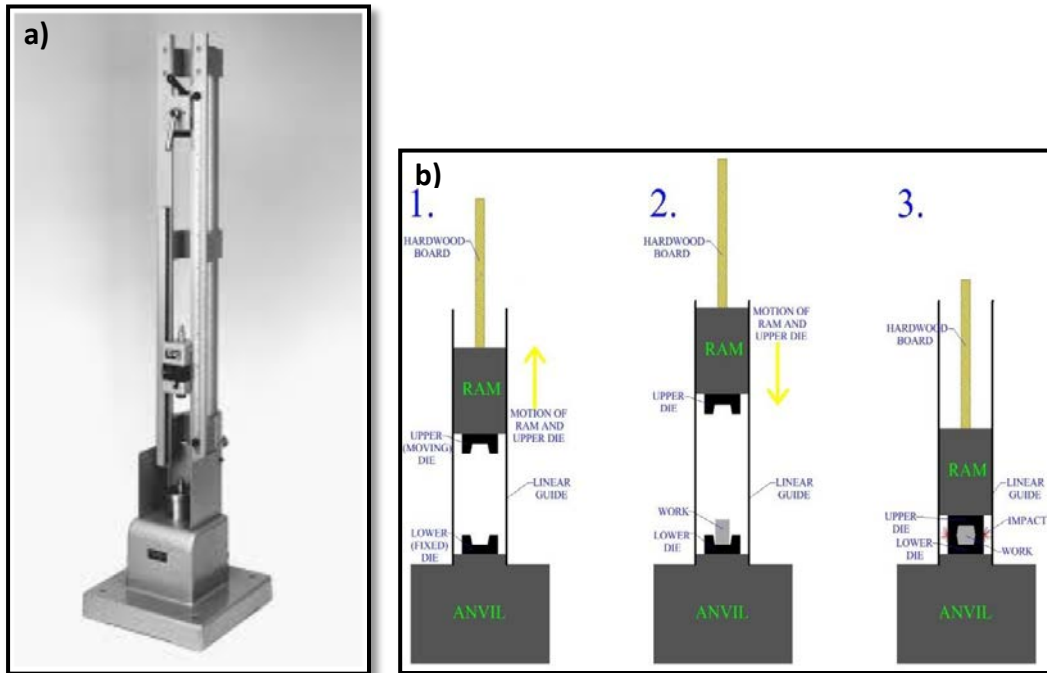 a)
b)
1.
HARDWOOD
BOARD
RAM
MOTION OF
RAM AND
UPPER DIE
UPPER
(MOVING)
DIE
LINEAR
GUIDE
LOWER
(FIXED)
DIE
ANVIL
2.
HARDWOOD
BOARD
MOTION OF
RAM AND
UPPER DIE
RAM
UPPER
DIE
LINEAR
GUIDE
WORK
LOWER
DIE
ANVIL
3.
HARDWOOD
BOARD
RAM
LINEAR
GUIDE
UPPER
DIE
IMPACT
LOWER
DIE
WORK
ANVIL